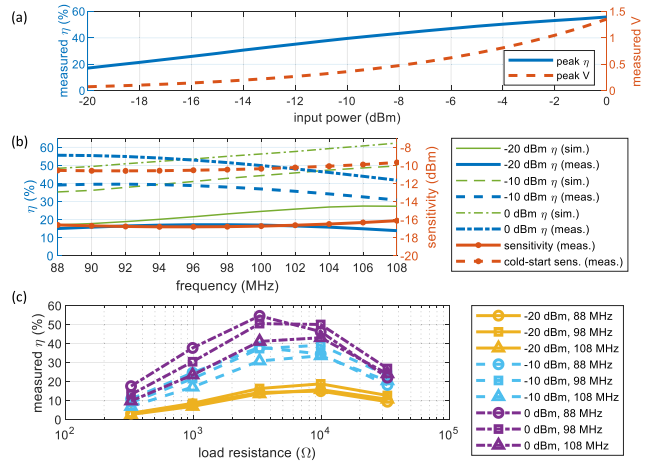 (a)
measured η (%)
60
40
20
0
1.5
1
0.5
0
measured V
peak η
peak V
-20
-18
-16
-14
-12
-10
-8
-6
-4
-2
0
input power (dBm)
(b)
η (%)
60
50
40
30
20
10
0
-8
-10
-12
-14
-16
-18
-20
sensitivity (dBm)
88
90
92
94
96
98
100
102
104
106
108
frequency (MHz)
-20 dBm η (sim.)
-20 dBm η (meas.)
-10 dBm η (sim.)
-10 dBm η (meas.)
0 dBm η (sim.)
0 dBm η (meas.)
sensitivity (meas.)
cold-start sens. (meas.)
(c)
measured η (%)
60
50
40
30
20
10
0
10²
10³
10⁴
10⁵
load resistance (Ω)
-20 dBm, 88 MHz
-20 dBm, 98 MHz
-20 dBm, 108 MHz
-10 dBm, 88 MHz
-10 dBm, 98 MHz
-10 dBm, 108 MHz
0 dBm, 88 MHz
0 dBm, 98 MHz
0 dBm, 108 MHz